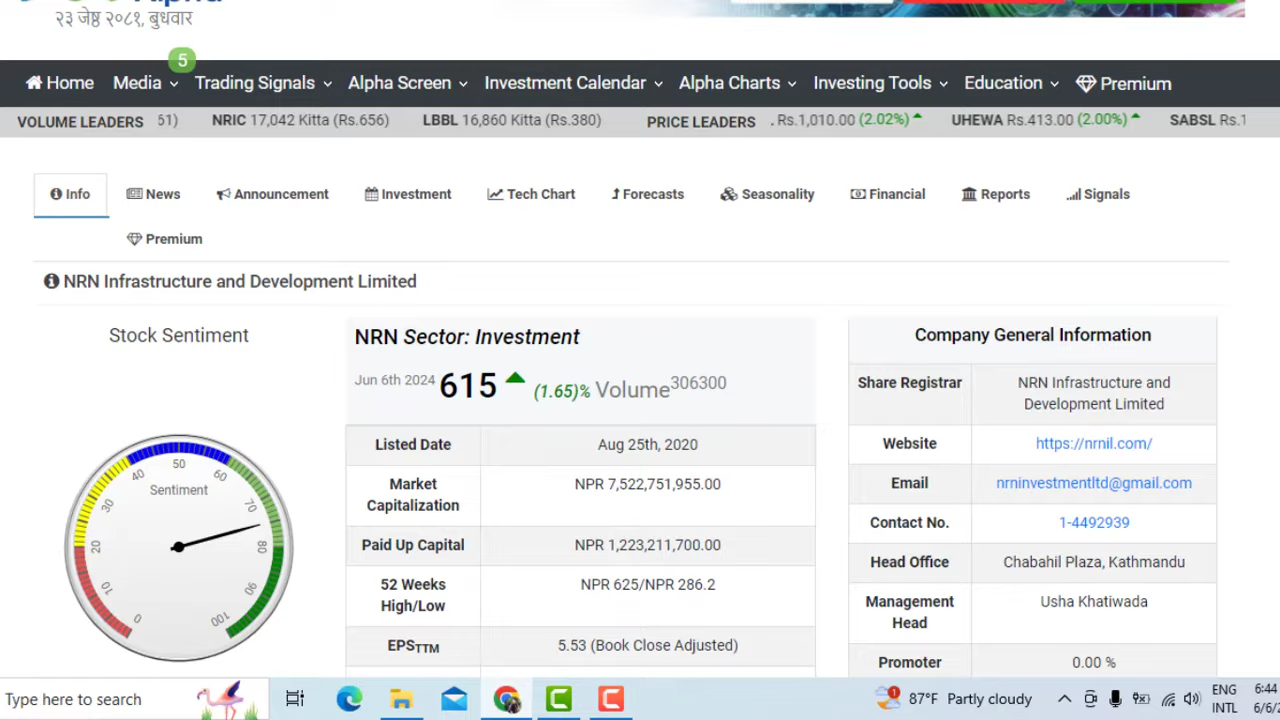 २३ जेष्ठ २०८१, बुधवार
5
Home Media Trading Signals Alpha Screen Investment Calendar Alpha Charts Investing Tools Education Premium
VOLUME LEADERS 61) NRIC 17,042 Kitta (Rs.656) LBBL 16,860 Kitta (Rs.380) PRICE LEADERS . Rs.1,010.00 (2.02%) UHEWA Rs.413.00 (2.00%) SABSL Rs.1
Info News Announcement Investment Tech Chart Forecasts Seasonality Financial Reports Signals
Premium
NRN Infrastructure and Development Limited
Stock Sentiment
0 10 20 30 40 50 60 70 80 90 100
Sentiment
NRN Sector: Investment
Jun 6th 2024 615 (1.65)% Volume 306300
Listed Date Aug 25th, 2020
Market Capitalization NPR 7,522,751,955.00
Paid Up Capital NPR 1,223,211,700.00
52 Weeks High/Low NPR 625/NPR 286.2
EPSTTM 5.53 (Book Close Adjusted)
Company General Information
Share Registrar NRN Infrastructure and Development Limited
Website https://nrnil.com/
Email nrninvestmentltd@gmail.com
Contact No. 1-4492939
Head Office Chabahil Plaza, Kathmandu
Management Head Usha Khatiwada
Promoter 0.00 %
Type here to search 1 87°F Partly cloudy ENG 6:44
INTL 6/6/2